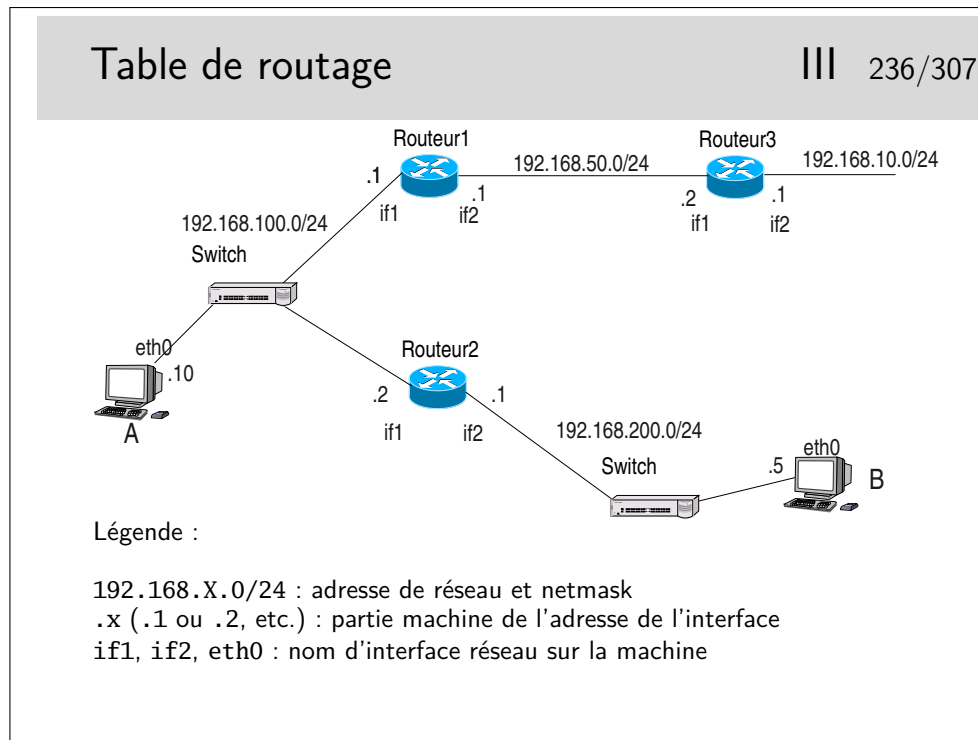 Table de routage
III 236/307
Routeur1
Routeur3
192.168.50.0/24
192.168.10.0/24
.1
.1
.2
.1
if1
if2
if1
if2
192.168.100.0/24
Switch
eth0
.10
A
Routeur2
.2
.1
if1
if2
192.168.200.0/24
Switch
.5
eth0
B
Légende :
192.168.X.0/24 : adresse de réseau et netmask
.x (.1 ou .2, etc.) : partie machine de l'adresse de l'interface
if1, if2, eth0 : nom d'interface réseau sur la machine